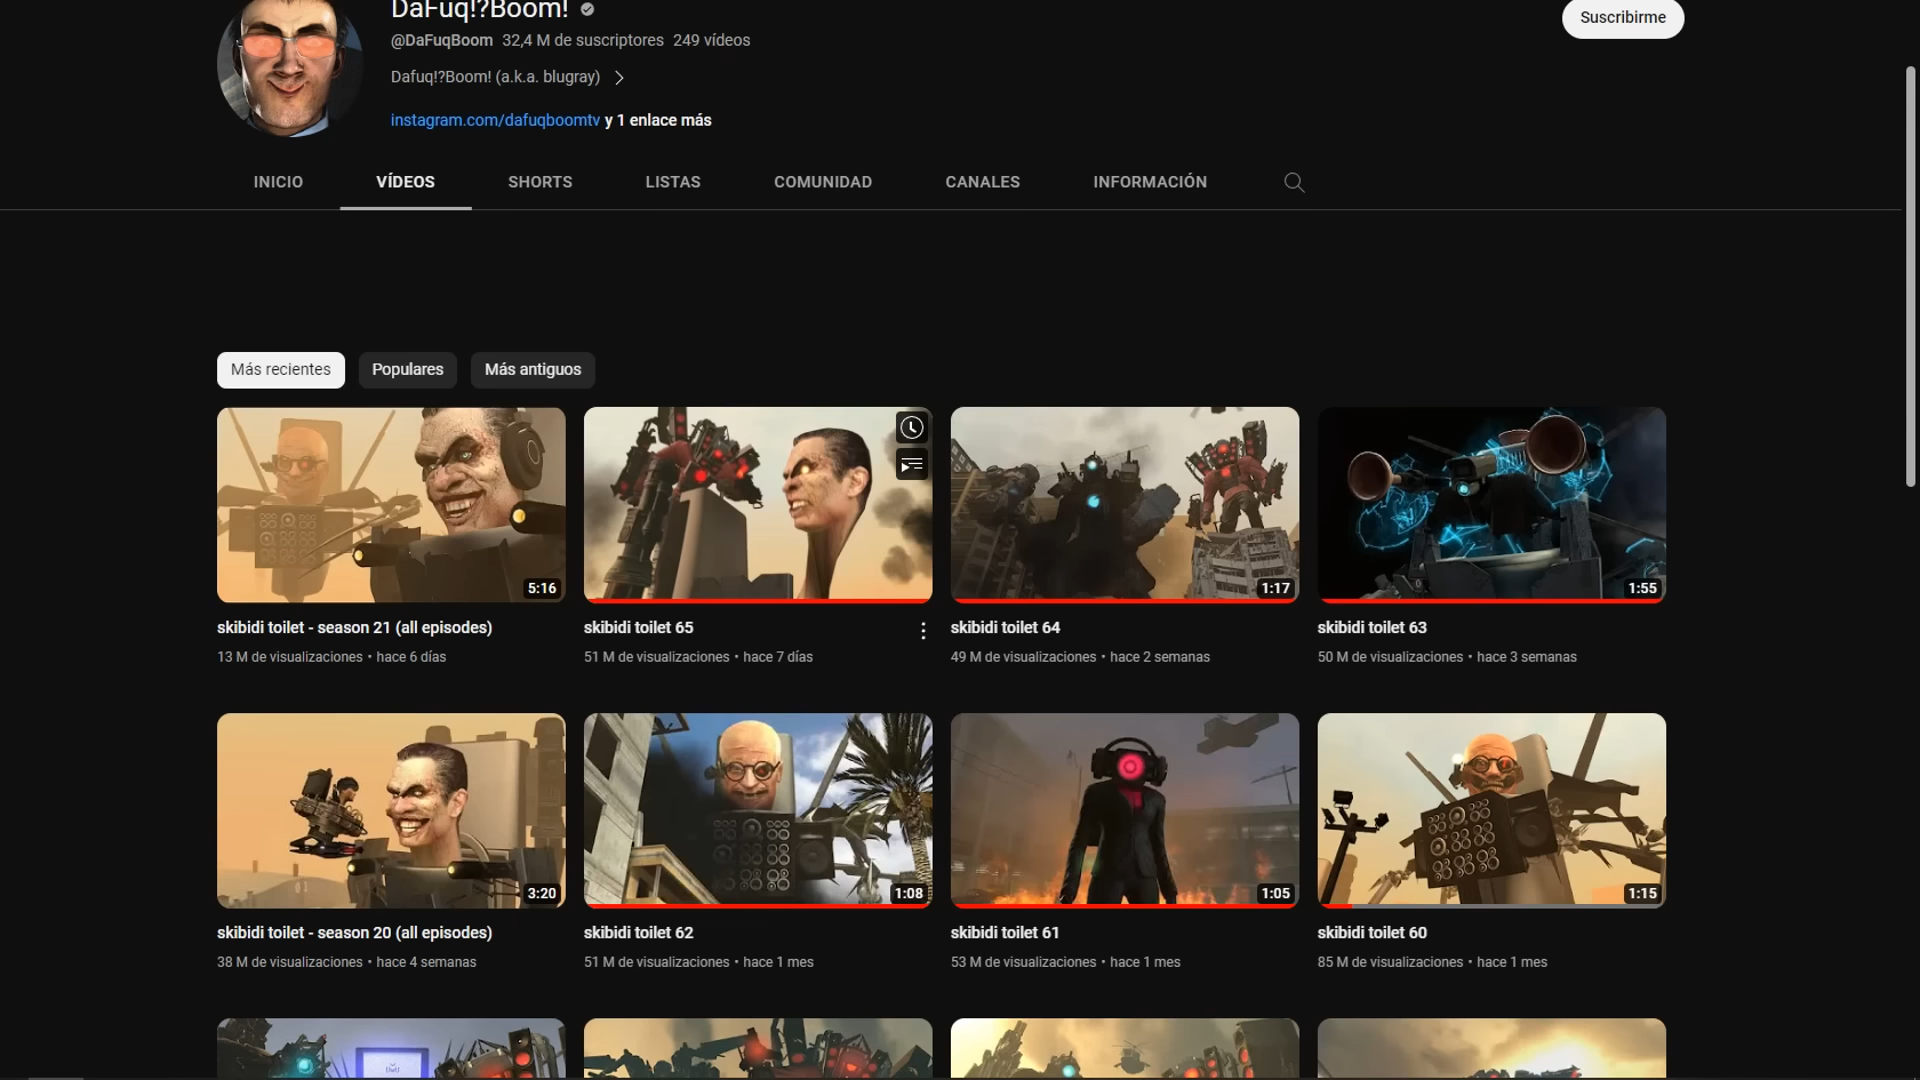 DaFuq!?Boom!
Suscribirme
@DaFuqBoom 32,4 M de suscriptores 249 vídeos
Dafuq!?Boom! (a.k.a. blugray)
instagram.com/dafuqboomtv y 1 enlace más
INICIO VÍDEOS SHORTS LISTAS COMUNIDAD CANALES INFORMACIÓN
Más recientes Populares Más antiguos
5:16 1:17 1:55
skibidi toilet - season 21 (all episodes) skibidi toilet 65 skibidi toilet 64 skibidi toilet 63
13 M de visualizaciones • hace 6 días 51 M de visualizaciones • hace 7 días 49 M de visualizaciones • hace 2 semanas 50 M de visualizaciones • hace 3 semanas
3:20 1:08 1:05 1:15
skibidi toilet - season 20 (all episodes) skibidi toilet 62 skibidi toilet 61 skibidi toilet 60
38 M de visualizaciones • hace 4 semanas 51 M de visualizaciones • hace 1 mes 53 M de visualizaciones • hace 1 mes 85 M de visualizaciones • hace 1 mes